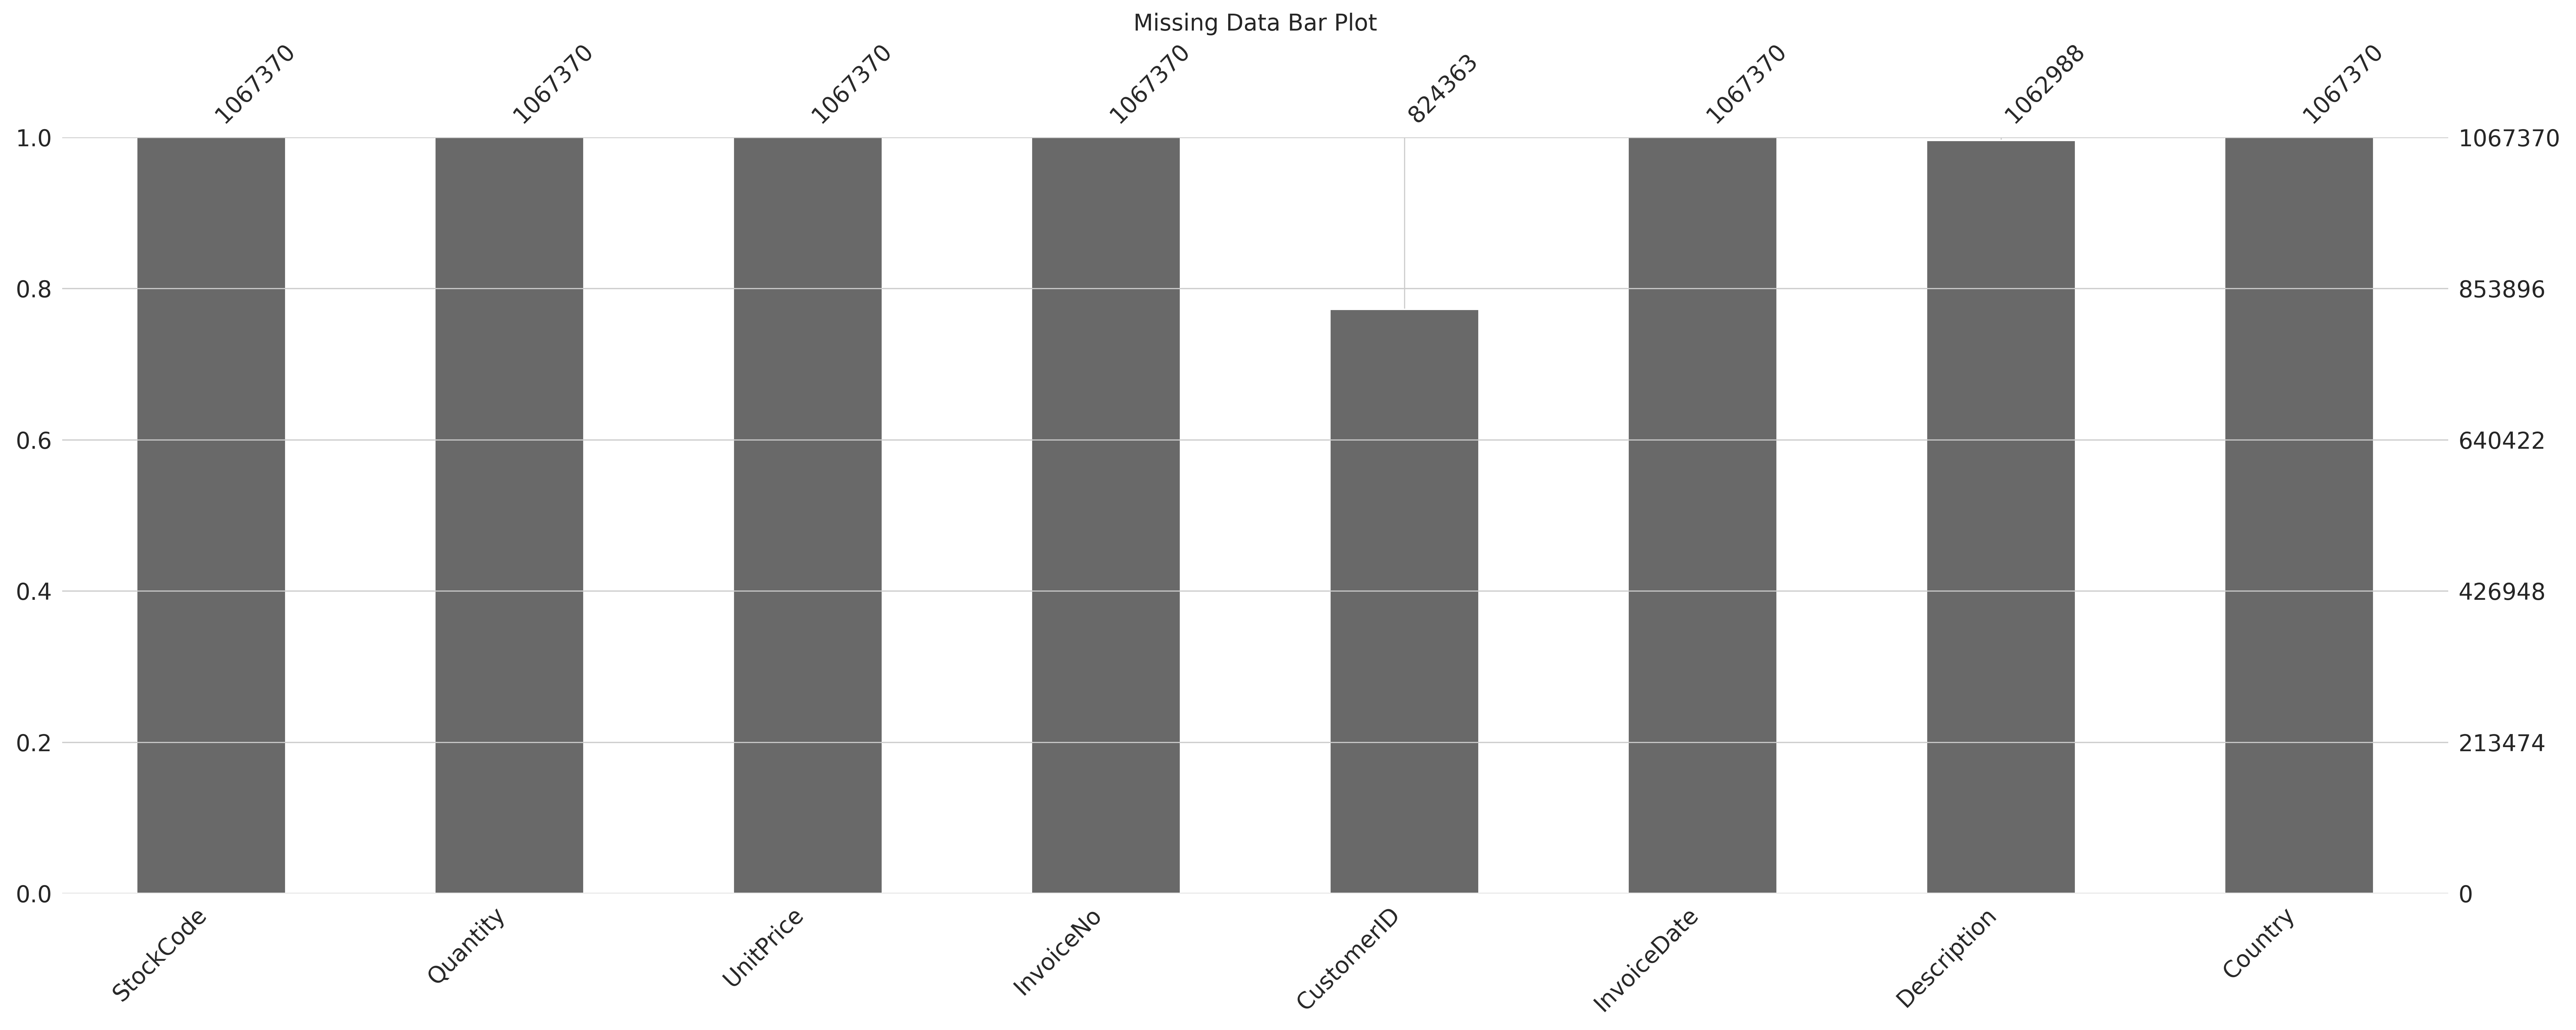 Missing Data Bar Plot
1067370
1067370
1067370
1067370
824363
1067370
1062988
1067370
1.0
1067370
0.8
853896
0.6
640422
0.4
426948
0.2
213474
0.0
0
StockCode
Quantity
UnitPrice
InvoiceNo
CustomerID
InvoiceDate
Description
Country